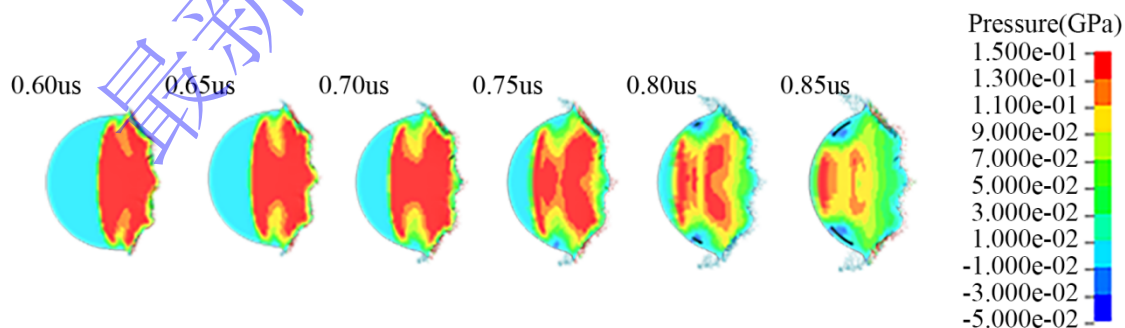 Pressure(GPa)
0.60us 0.65us 0.70us 0.75us 0.80us 0.85us
1.500e-01
1.300e-01
1.100e-01
9.000e-02
7.000e-02
5.000e-02
3.000e-02
1.000e-02
-1.000e-02
-3.000e-02
-5.000e-02
最新